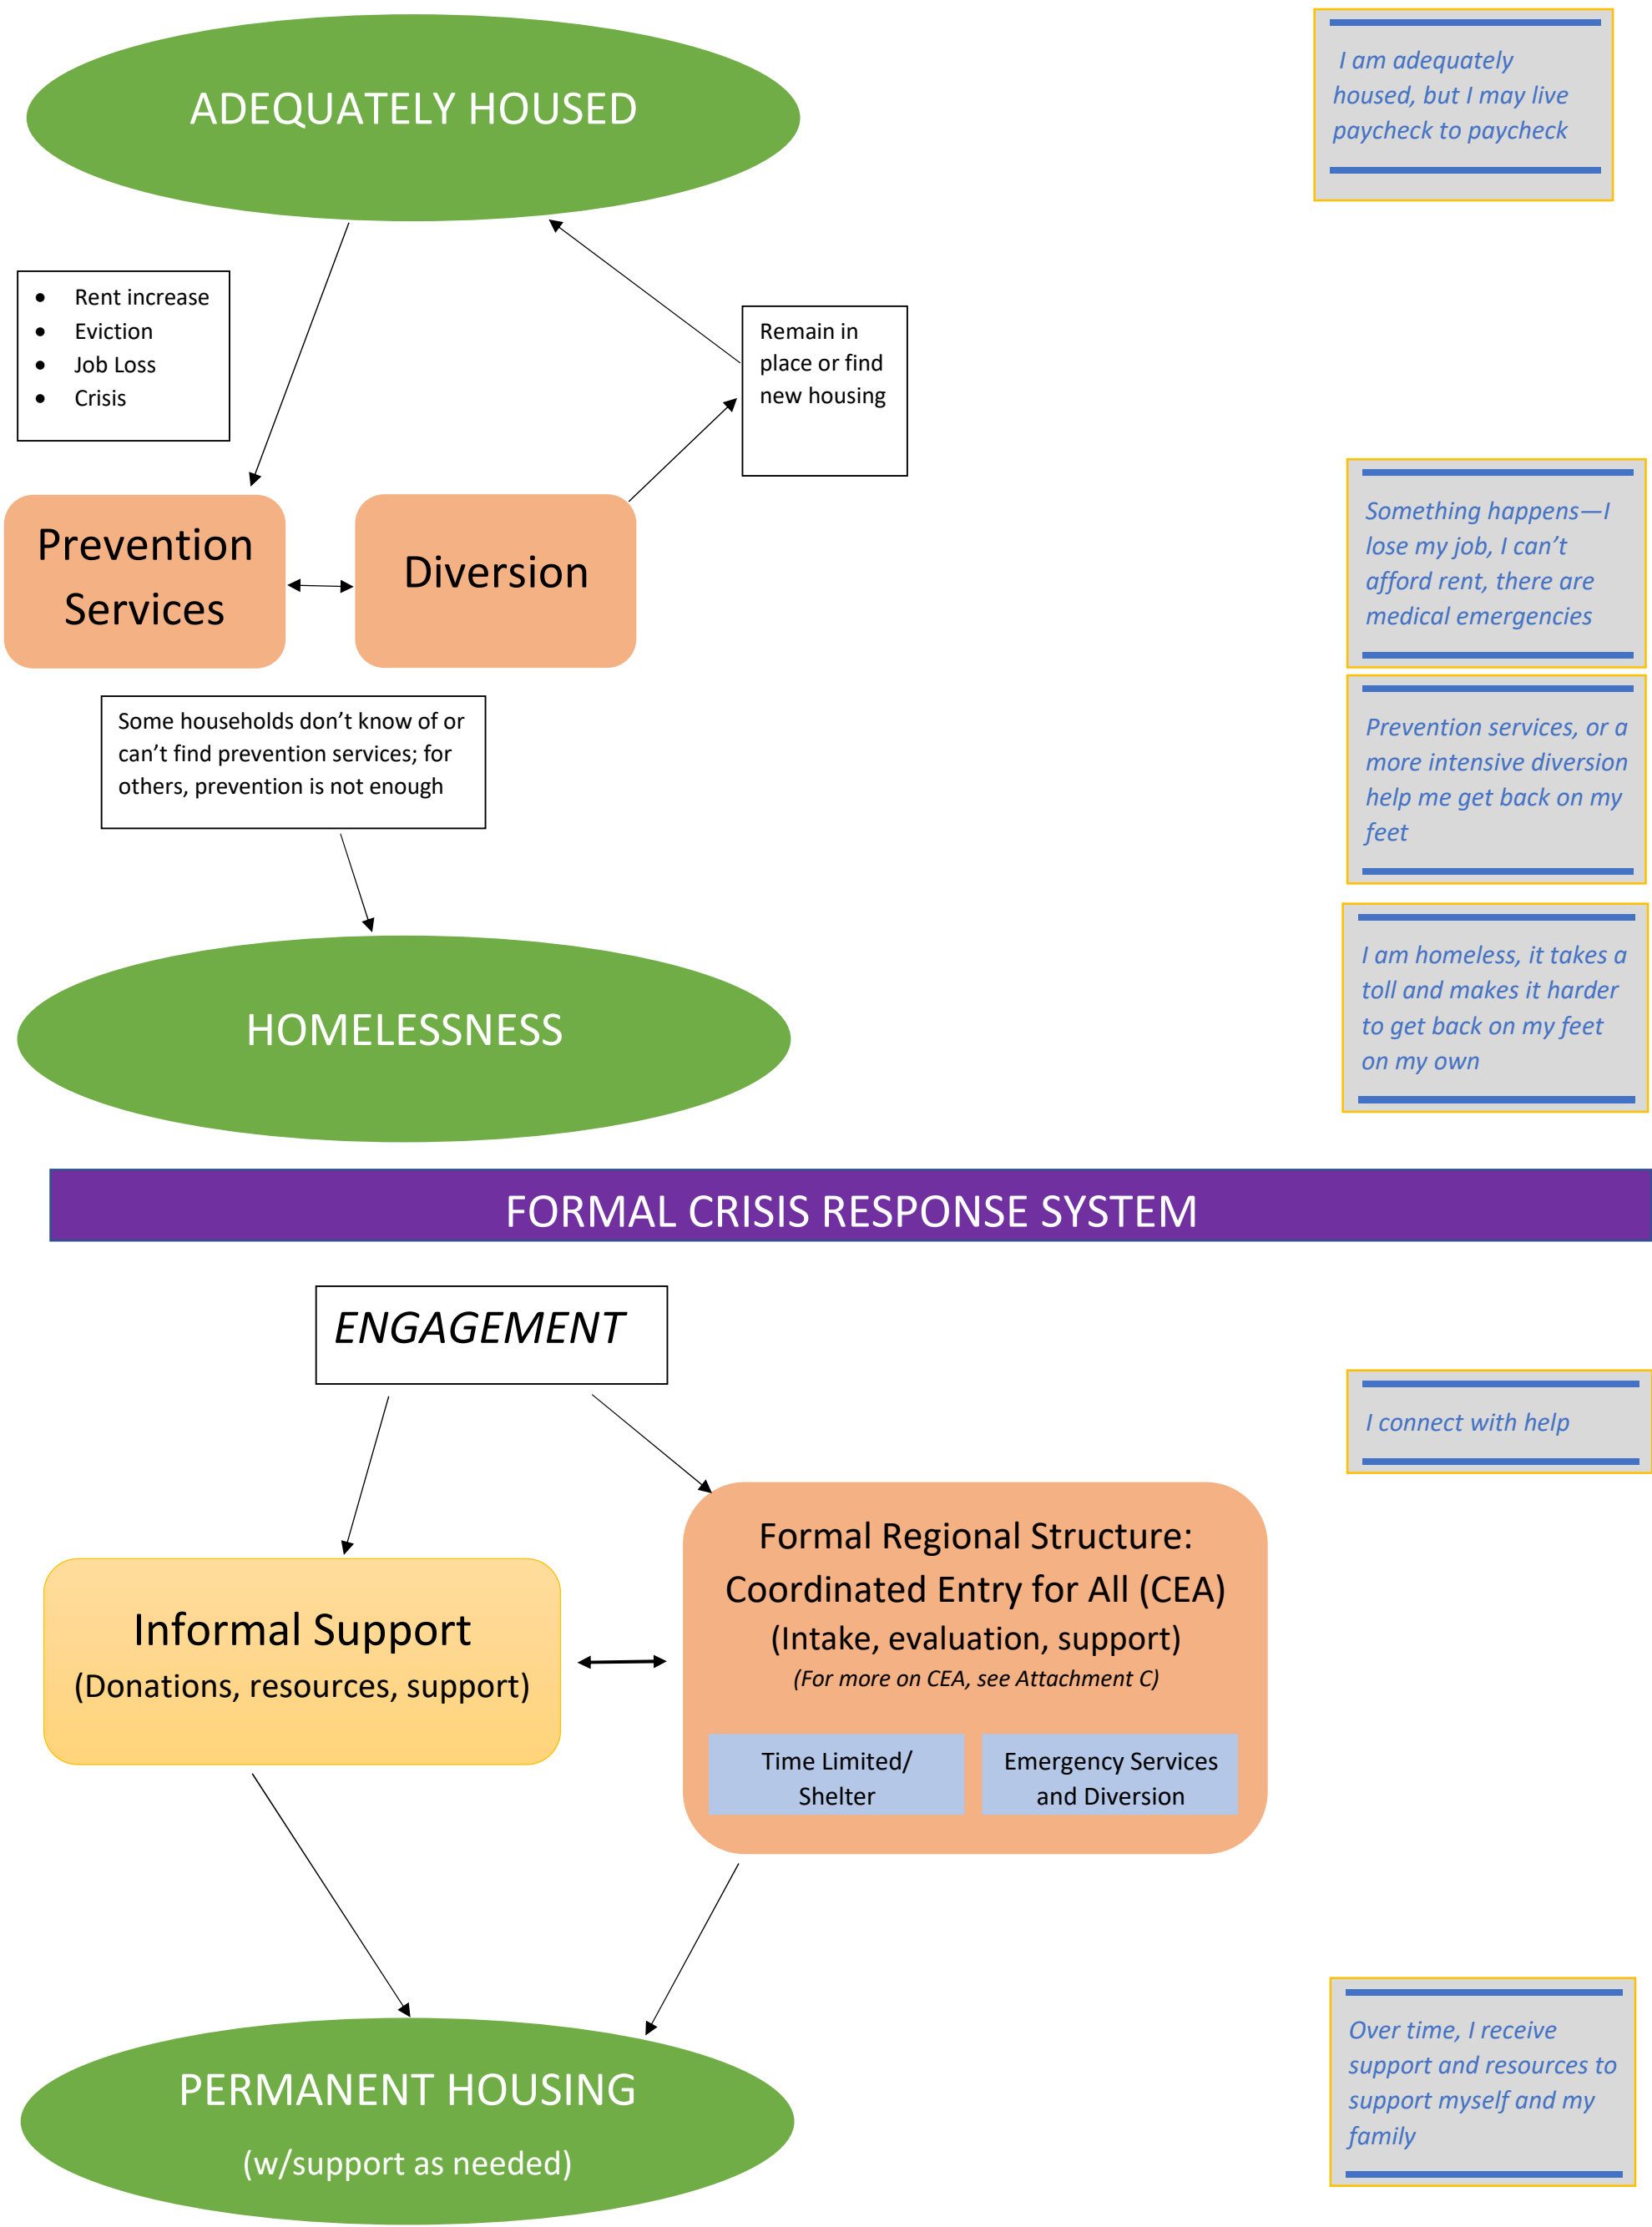 ADEQUATELY HOUSED
I am adequately
housed, but I may live
paycheck to paycheck
• Rent increase
• Eviction
• Job Loss
• Crisis
Remain in
place or find
new housing
Prevention
Services
Diversion
Something happens—I
lose my job, I can’t
afford rent, there are
medical emergencies
Some households don’t know of or
can’t find prevention services; for
others, prevention is not enough
Prevention services, or a
more intensive diversion
help me get back on my
feet
HOMELESSNESS
I am homeless, it takes a
toll and makes it harder
to get back on my feet
on my own
FORMAL CRISIS RESPONSE SYSTEM
ENGAGEMENT
I connect with help
Informal Support
(Donations, resources, support)
Formal Regional Structure:
Coordinated Entry for All (CEA)
(Intake, evaluation, support)
(For more on CEA, see Attachment C)
Time Limited/
Shelter
Emergency Services
and Diversion
PERMANENT HOUSING
(w/support as needed)
Over time, I receive
support and resources to
support myself and my
family